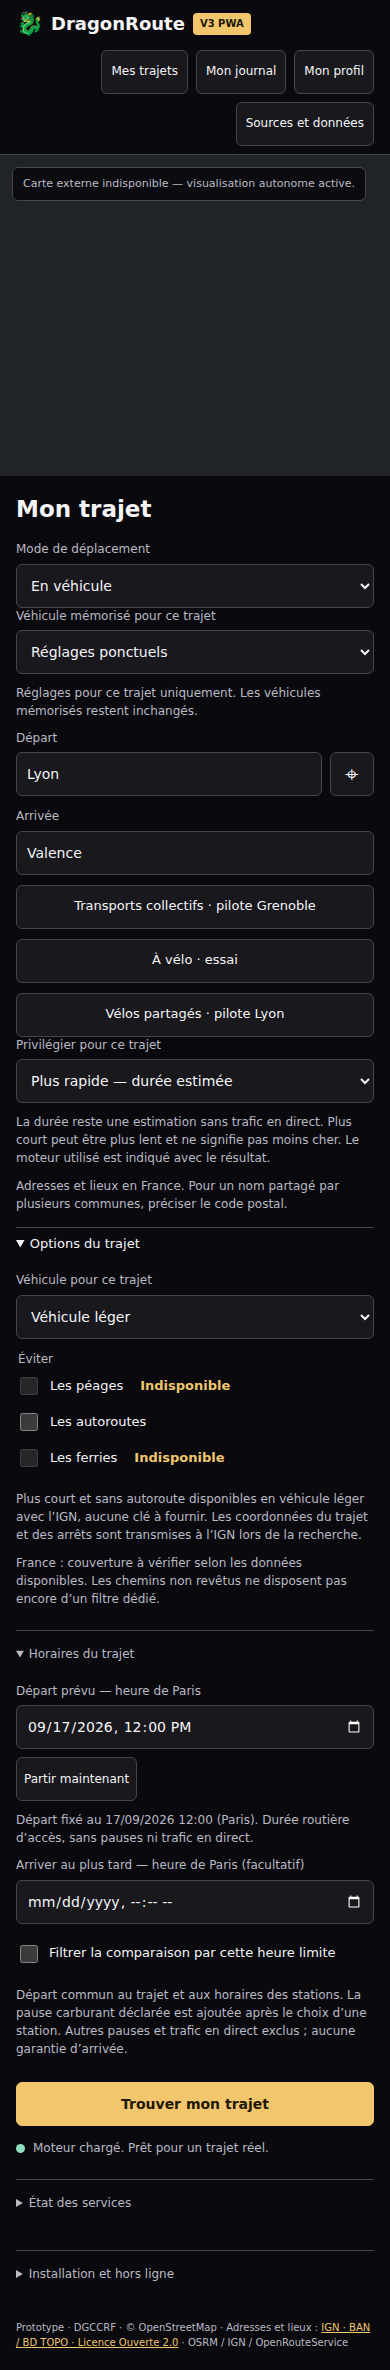 DragonRoute V3 PWA
Mes trajets Mon journal Mon profil
Sources et données
Carte externe indisponible — visualisation autonome active.
Mon trajet
Mode de déplacement
En véhicule
Véhicule mémorisé pour ce trajet
Réglages ponctuels
Réglages pour ce trajet uniquement. Les véhicules
mémorisés restent inchangés.
Départ
Lyon
Arrivée
Valence
Transports collectifs · pilote Grenoble
À vélo · essai
Vélos partagés · pilote Lyon
Privilégier pour ce trajet
Plus rapide — durée estimée
La durée reste une estimation sans trafic en direct. Plus
court peut être plus lent et ne signifie pas moins cher. Le
moteur utilisé est indiqué avec le résultat.
Adresses et lieux en France. Pour un nom partagé par
plusieurs communes, préciser le code postal.
Options du trajet
Véhicule pour ce trajet
Véhicule léger
Éviter
Les péages Indisponible
Les autoroutes
Les ferries Indisponible
Plus court et sans autoroute disponibles en véhicule léger
avec l’IGN, aucune clé à fournir. Les coordonnées du trajet
et des arrêts sont transmises à l’IGN lors de la recherche.
France : couverture à vérifier selon les données
disponibles. Les chemins non revêtus ne disposent pas
encore d’un filtre dédié.
Horaires du trajet
Départ prévu — heure de Paris
09/17/2026, 12:00 PM
Partir maintenant
Départ fixé au 17/09/2026 12:00 (Paris). Durée routière
d’accès, sans pauses ni trafic en direct.
Arriver au plus tard — heure de Paris (facultatif)
mm/dd/yyyy, --:-- --
Filtrer la comparaison par cette heure limite
Départ commun au trajet et aux horaires des stations. La
pause carburant déclarée est ajoutée après le choix d’une
station. Autres pauses et trafic en direct exclus ; aucune
garantie d’arrivée.
Trouver mon trajet
Moteur chargé. Prêt pour un trajet réel.
État des services
Installation et hors ligne
Prototype · DGCCRF · © OpenStreetMap · Adresses et lieux : IGN · BAN
/ BD TOPO · Licence Ouverte 2.0 · OSRM / IGN / OpenRouteService